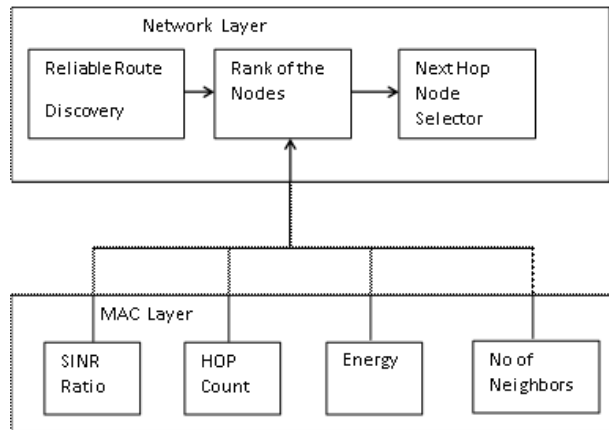 Network Layer
Reliable Route
Discovery
Rank of the
Nodes
Next Hop
Node
Selector
MAC Layer
SINR
Ratio
HOP
Count
Energy
No of
Neighbors